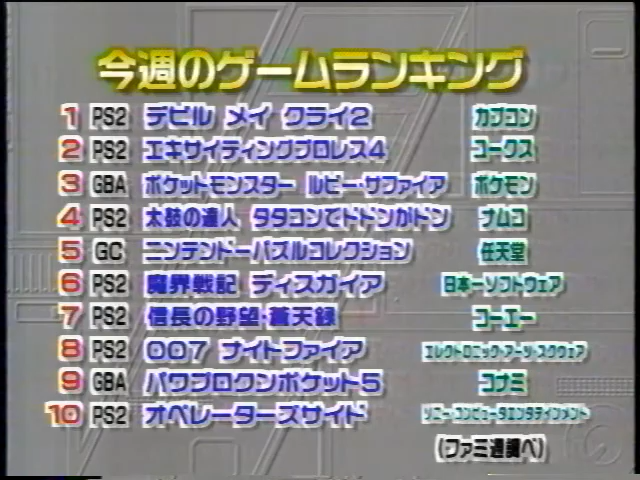 今週のゲームランキング
1 PS2 デビル メイ クライ2 カプコン
2 PS2 エキサイティングプロレス4 ユークス
3 GBA ポケットモンスター ルビー・サファイア ポケモン
4 PS2 太鼓の達人 タタコンでドドンがドン ナムコ
5 GC ニンテンドーパズルコレクション 任天堂
6 PS2 魔界戦記 ディスガイア 日本一ソフトウェア
7 PS2 信長の野望・蒼天録 コーエー
8 PS2 007 ナイトファイア エレクトロニック・アーツ・スクウェア
9 GBA パワプロクンポケット5 コナミ
10 PS2 オペレーターズサイド ソニー・コンピュータエンタテインメント
(ファミ通調べ)